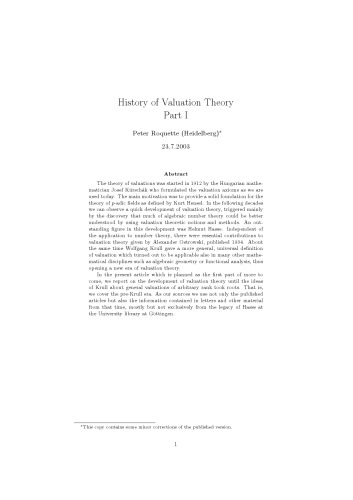 History of Valuation Theory
Part I
Peter Roquette (Heidelberg)*
23.7.2003
Abstract
The theory of valuations was started in 1912 by the Hungarian mathe-
matician Josef Kürschák who formulated the valuation axioms as we are
used today. The main motivation was to provide a solid foundation for the
theory of p-adic fields as defined by Kurt Hensel. In the following decades
we can observe a quick development of valuation theory, triggered mainly
by the discovery that much of algebraic number theory could be better
understood by using valuation theoretic notions and methods. An out-
standing figure in this development was Helmut Hasse. Independent of
the application to number theory, there were essential contributions to
valuation theory given by Alexander Ostrowski, published 1934. About
the same time Wolfgang Krull gave a more general, universal definition
of valuation which turned out to be applicable also in many other mathe-
matical disciplines such as algebraic geometry or functional analysis, thus
opening a new era of valuation theory.
In the present article which is planned as the first part of more to
come, we report on the development of valuation theory until the ideas
of Krull about general valuations of arbitrary rank took roots. That is,
we cover the pre-Krull era. As our sources we use not only the published
articles but also the information contained in letters and other material
from that time, mostly but not exclusively from the legacy of Hasse at
the University library at Göttingen.
*This copy contains some minor corrections of the published version.
1